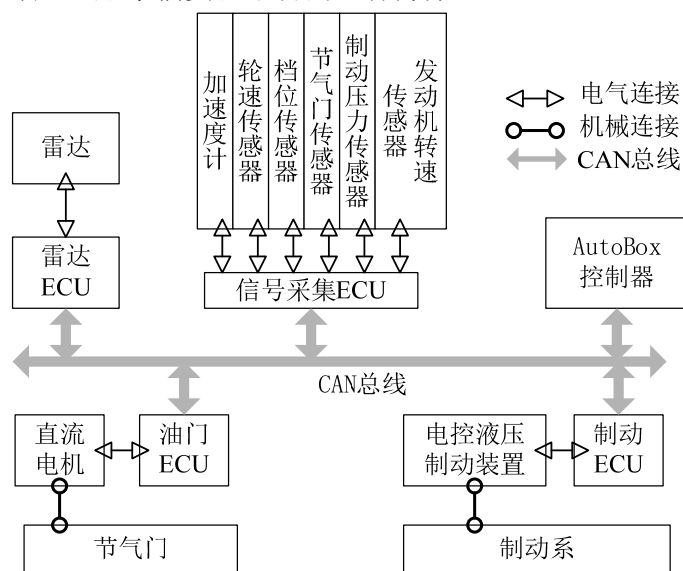 加速度计
轮速传感器
档位传感器
节气门传感器
制动压力传感器
发动机转速
传感器
电气连接
机械连接
CAN总线
雷达
雷达
ECU
信号采集ECU
AutoBox
控制器
CAN总线
直流
电机
油门
ECU
电控液压
制动装置
制动
ECU
节气门
制动系